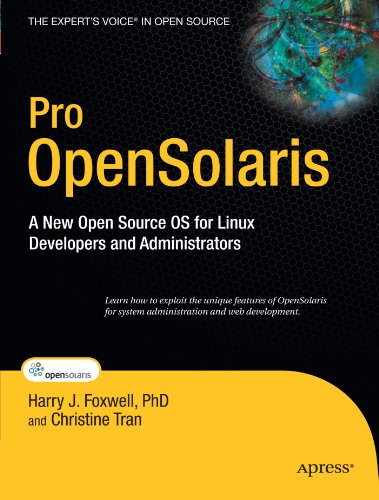 THE EXPERT'S VOICE® IN OPEN SOURCE
Pro
OpenSolaris
A New Open Source OS for Linux
Developers and Administrators
Learn how to exploit the unique features of OpenSolaris
for system administration and web development.
opensolaris
Harry J. Foxwell, PhD
and Christine Tran
Apress®